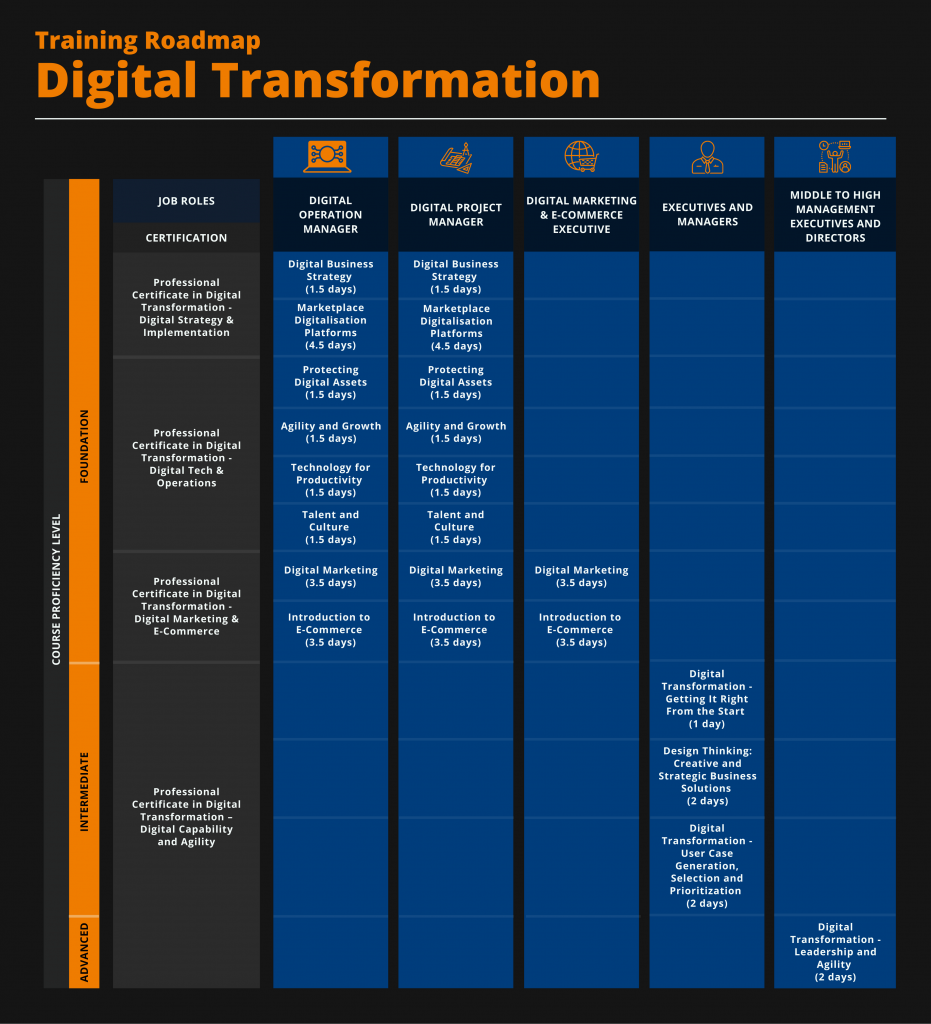 Training Roadmap
Digital Transformation
JOB ROLES
DIGITAL
OPERATION
MANAGER
DIGITAL PROJECT
MANAGER
DIGITAL MARKETING
& E-COMMERCE
EXECUTIVE
EXECUTIVES AND
MANAGERS
MIDDLE TO HIGH
MANAGEMENT
EXECUTIVES AND
DIRECTORS
CERTIFICATION
COURSE PROFICIENCY LEVEL
FOUNDATION
Professional
Certificate in Digital
Transformation -
Digital Strategy &
Implementation
Digital Business
Strategy
(1.5 days)
Digital Business
Strategy
(1.5 days)
Marketplace
Digitalisation
Platforms
(4.5 days)
Marketplace
Digitalisation
Platforms
(4.5 days)
Professional
Certificate in Digital
Transformation -
Digital Tech &
Operations
Protecting
Digital Assets
(1.5 days)
Protecting
Digital Assets
(1.5 days)
Agility and Growth
(1.5 days)
Agility and Growth
(1.5 days)
Technology for
Productivity
(1.5 days)
Technology for
Productivity
(1.5 days)
Talent and
Culture
(1.5 days)
Talent and
Culture
(1.5 days)
Professional
Certificate in Digital
Transformation -
Digital Marketing &
E-Commerce
Digital Marketing
(3.5 days)
Digital Marketing
(3.5 days)
Digital Marketing
(3.5 days)
Introduction to
E-Commerce
(3.5 days)
Introduction to
E-Commerce
(3.5 days)
Introduction to
E-Commerce
(3.5 days)
INTERMEDIATE
Professional
Certificate in Digital
Transformation –
Digital Capability
and Agility
Digital
Transformation -
Getting It Right
From the Start
(1 day)
Design Thinking:
Creative and
Strategic Business
Solutions
(2 days)
Digital
Transformation -
User Case
Generation,
Selection and
Prioritization
(2 days)
ADVANCED
Digital
Transformation -
Leadership and
Agility
(2 days)